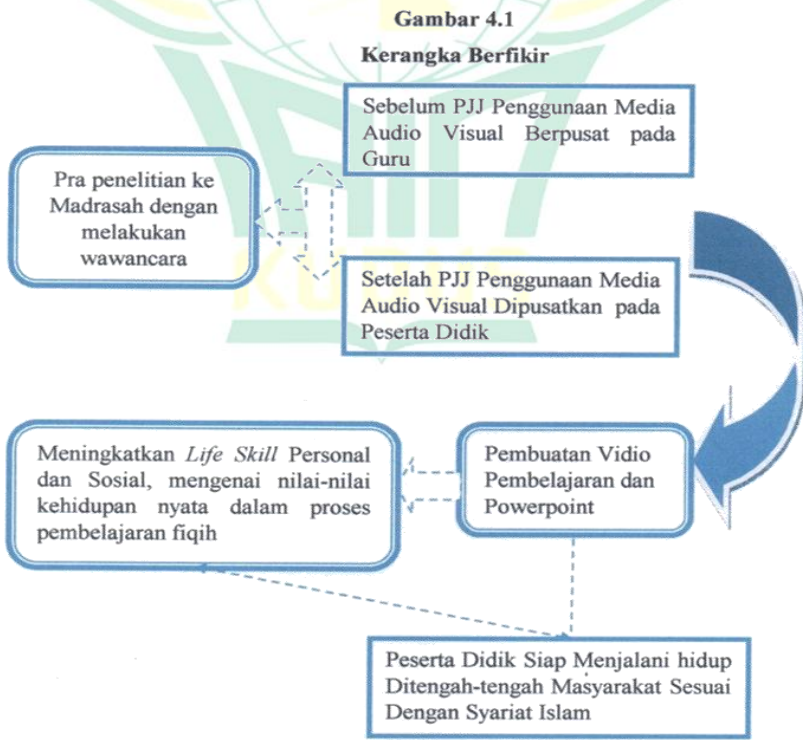 Gambar 4.1
Kerangka Berfikir
Sebelum PJJ Penggunaan Media
Audio Visual Berpusat pada
Guru
Pra penelitian ke
Madrasah dengan
melakukan
wawancara
Setelah PJJ Penggunaan Media
Audio Visual Dipusatkan pada
Peserta Didik
KUDUS
Meningkatkan Life Skill Personal
dan Sosial, mengenai nilai-nilai
kehidupan nyata dalam proses
pembelajaran fiqih
Pembuatan Vidio
Pembelajaran dan
Powerpoint
Peserta Didik Siap Menjalani hidup
Ditengah-tengah Masyarakat Sesuai
Dengan Syariat Islam